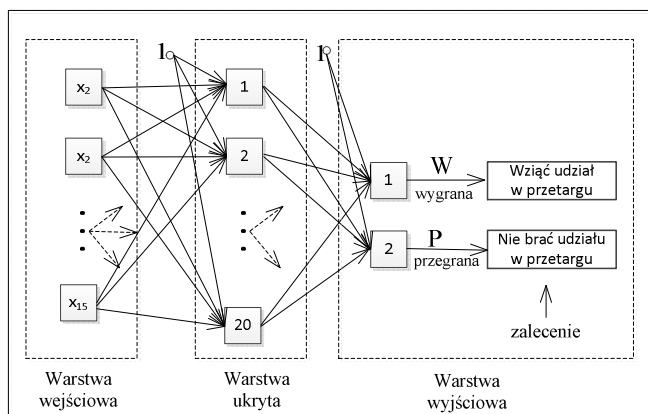 1
1
x2
1
x2
2
1
W
wygrana
Wziąć udział
w przetargu
2
P
przegrana
Nie brać udziału
w przetargu
x15
20
zalecenie
Warstwa
wejściowa
Warstwa
ukryta
Warstwa
wyjściowa